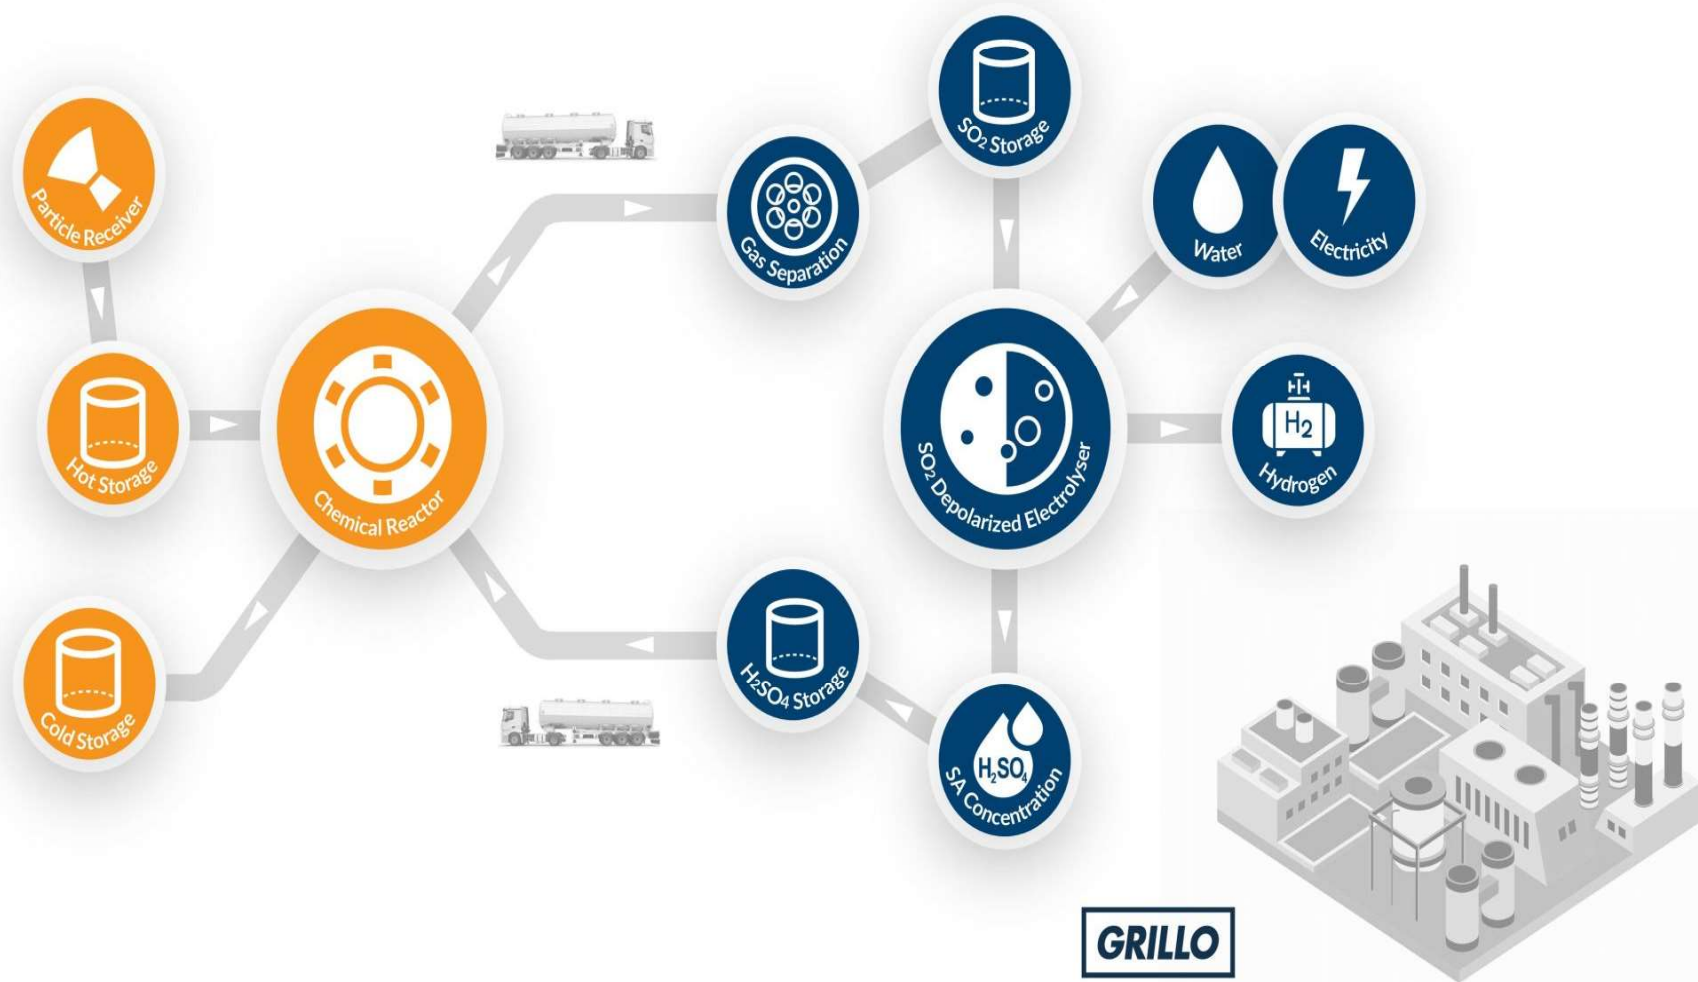 Particle Receiver
Hot Storage
Cold Storage
Chemical Reactor
Gas Separation
SO₂ Storage
Water
Electricity
SO₂ Depolarized Electrolyser
H₂
Hydrogen
H₂SO₄ Storage
H₂SO₄
SA Concentration
GRILLO